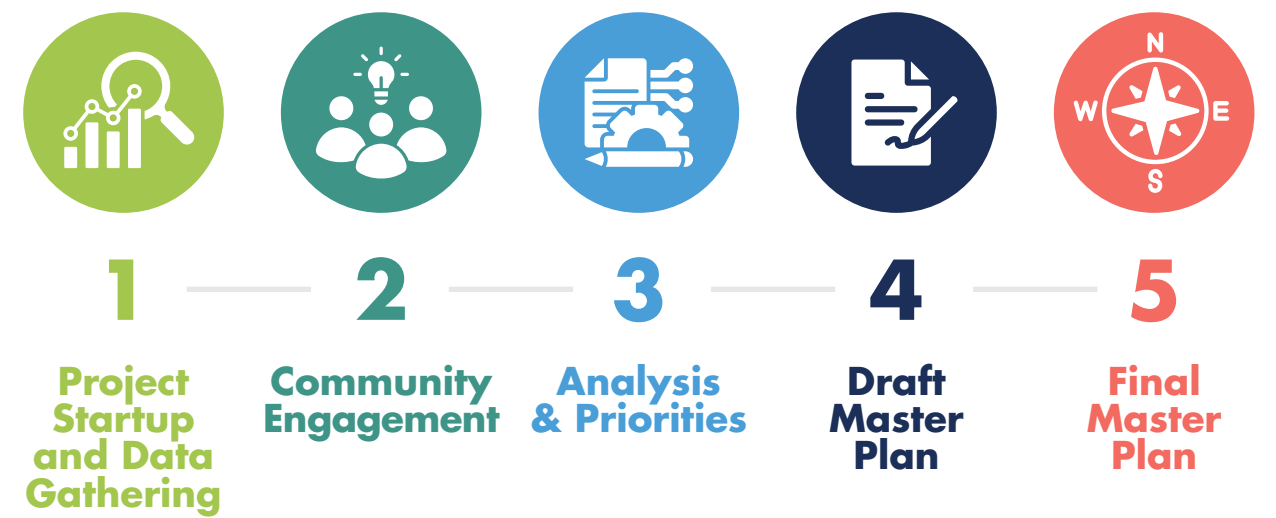 N
W
E
S
1
2
3
4
5
Project
Startup
and Data
Gathering
Community
Engagement
Analysis
& Priorities
Draft
Master
Plan
Final
Master
Plan